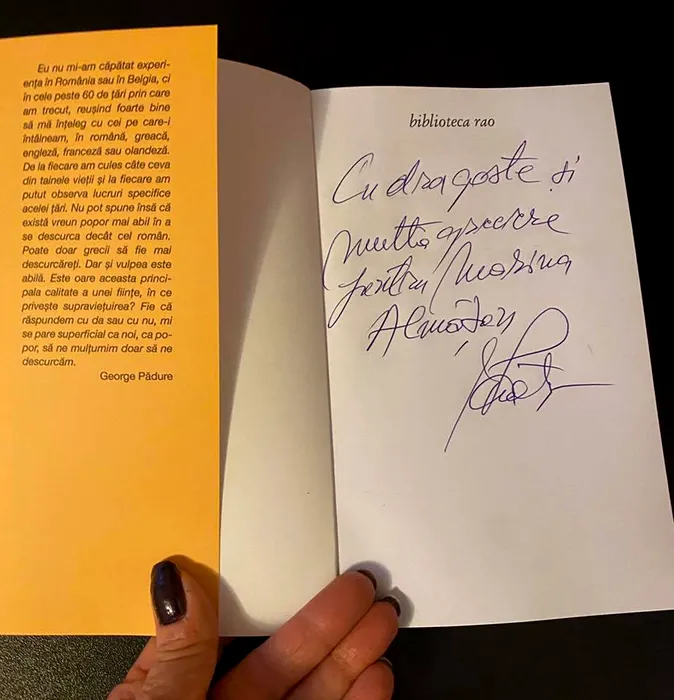 Eu nu mi-am căpătat experi-
ența în România sau în Belgia, ci
în cele peste 60 de țări prin care
am trecut, reușind foarte bine
să mă înțeleg cu cei pe care-i
întâlneam, în română, greacă,
engleză, franceză sau olandeză.
De la fiecare am cules câte ceva
din tainele vieții și la fiecare am
putut observa lucruri specifice
acelei țări. Nu pot spune însă că
există vreun popor mai abil în a
se descurca decât cel român.
Poate doar grecii să fie mai
descurcăreți. Dar și vulpea este
abilă. Este oare aceasta princi-
pala calitate a unei ființe, în ce
privește supraviețuirea? Fie că
răspundem cu da sau cu nu, mi
se pare superficial ca noi, ca po-
por, să ne mulțumim doar să ne
descurcăm.
George Pădure
biblioteca rao
Cu dragoste și
multă apreciere
pentru Marina
Almășan